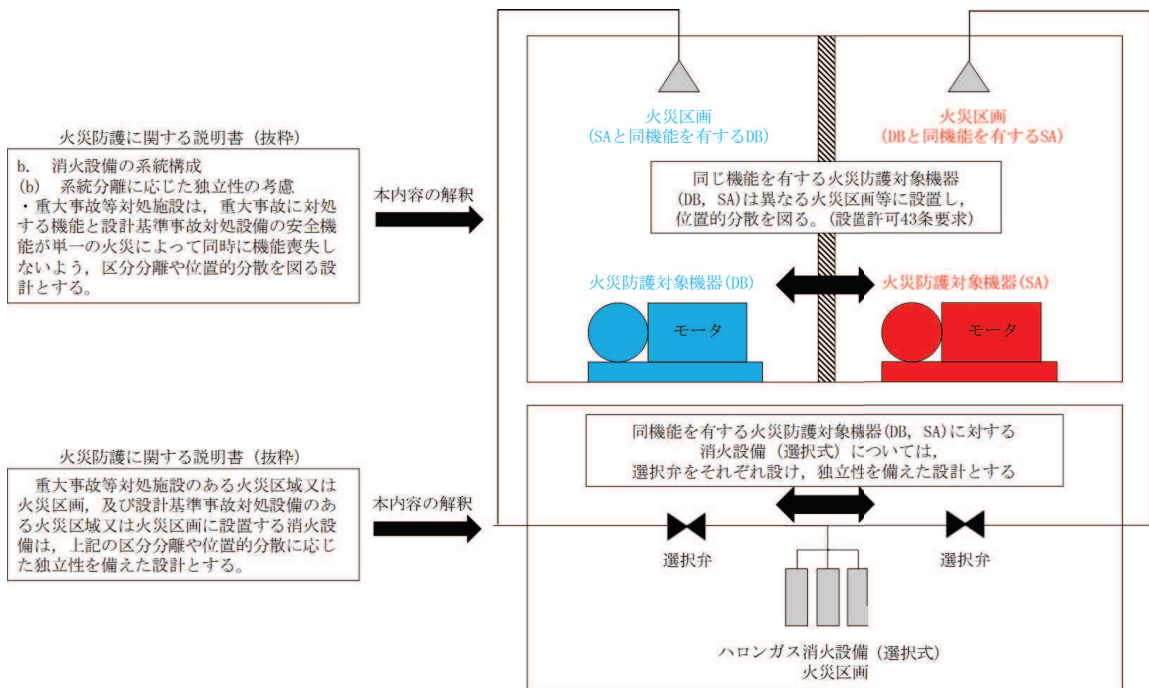 火災防護に関する説明書（抜粋）
b. 消火設備の系統構成
(b) 系統分離に応じた独立性の考慮
・重大事故等対処施設は，重大事故に対処
する機能と設計基準事故対処設備の安全機
能が単一の火災によって同時に機能喪失し
ないよう，区分分離や位置的分散を図る設
計とする。
本内容の解釈
火災区画
(SAと同機能を有するDB)
火災区画
(DBと同機能を有するSA)
同じ機能を有する火災防護対象機器
(DB, SA)は異なる火災区画等に設置し，
位置的分散を図る。(設置許可43条要求)
火災防護対象機器(DB)
火災防護対象機器(SA)
モータ
モータ
火災防護に関する説明書（抜粋）
重大事故等対処施設のある火災区域又は
火災区画，及び設計基準事故対処設備のあ
る火災区域又は火災区画に設置する消火設
備は，上記の区分分離や位置的分散に応じ
た独立性を備えた設計とする。
本内容の解釈
同機能を有する火災防護対象機器(DB, SA)に対する
消火設備（選択式）については，
選択弁をそれぞれ設け，独立性を備えた設計とする
選択弁
選択弁
ハロンガス消火設備（選択式）
火災区画